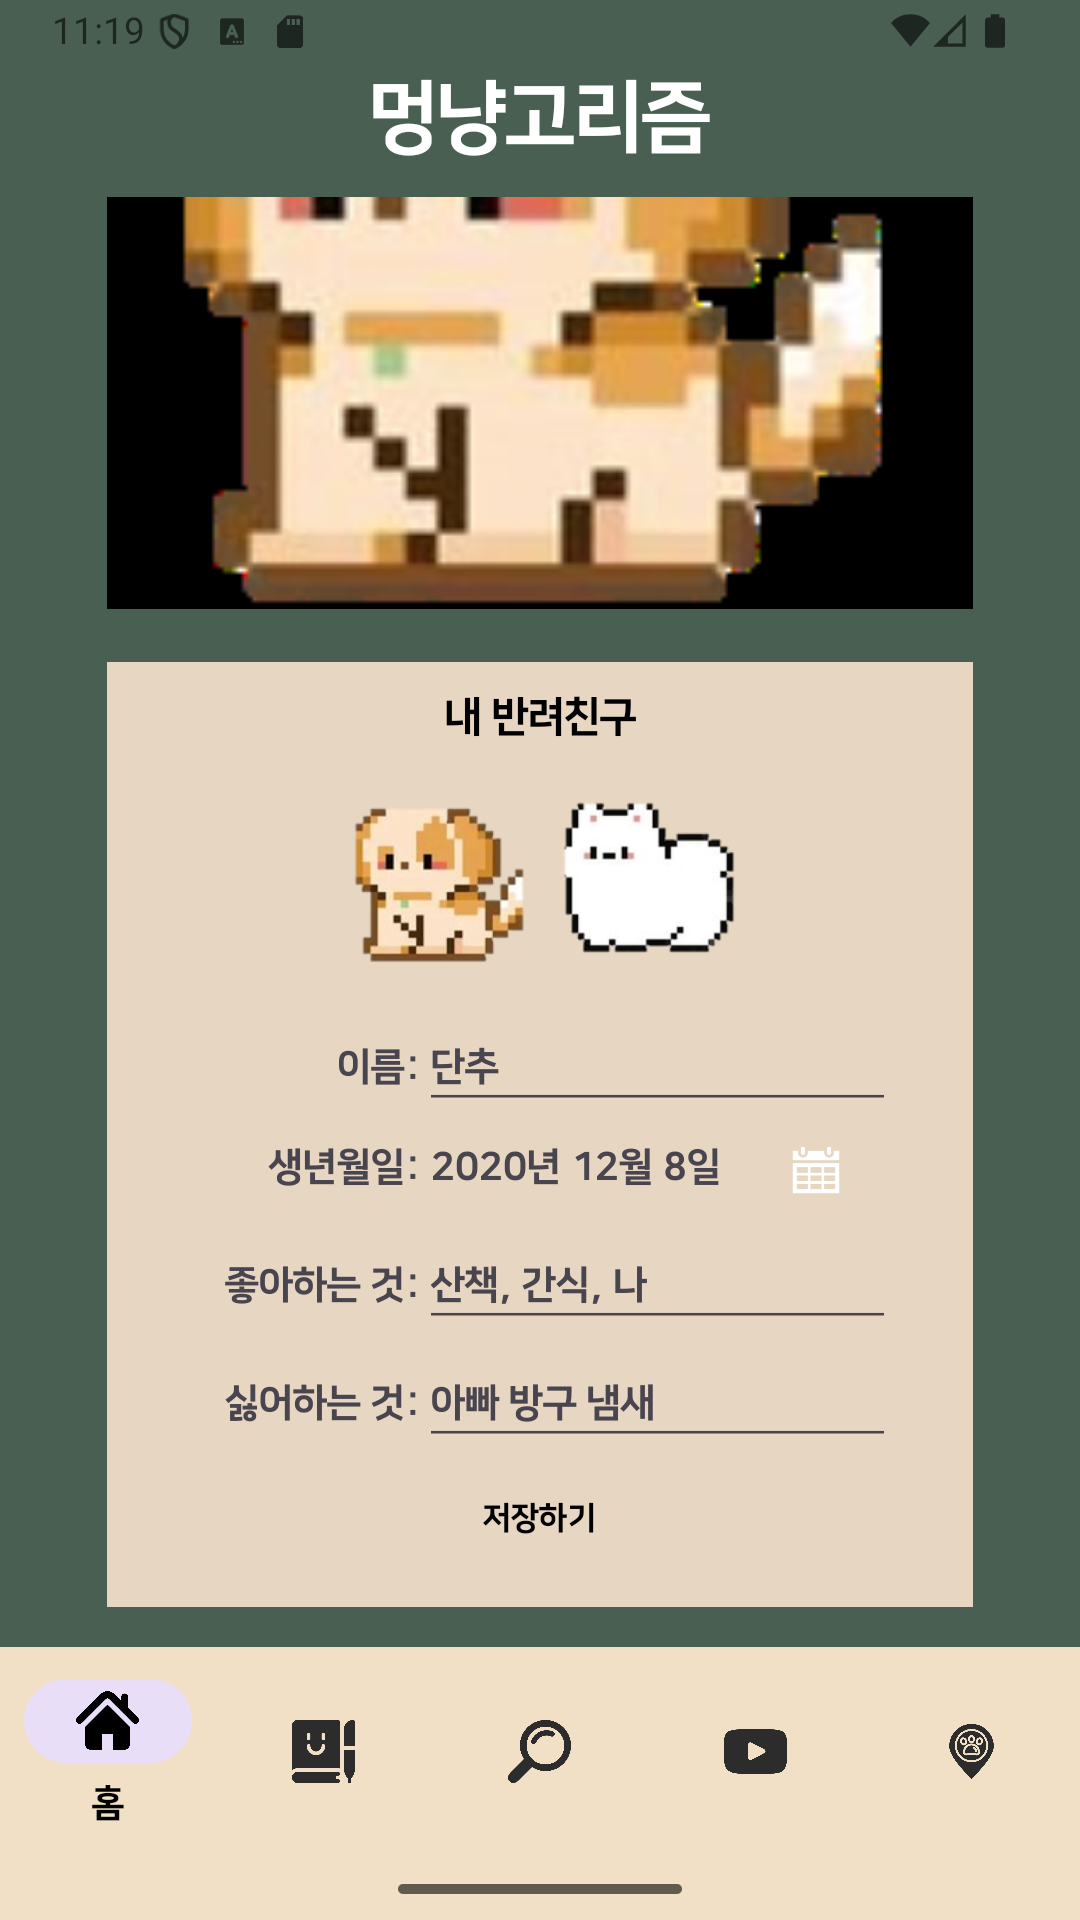 11:19
멍냥고리즘
내 반려친구
이름: 단추
생년월일: 2020년 12월 8일
좋아하는 것: 산책, 간식, 나
싫어하는 것: 아빠 방구 냄새
저장하기
홈